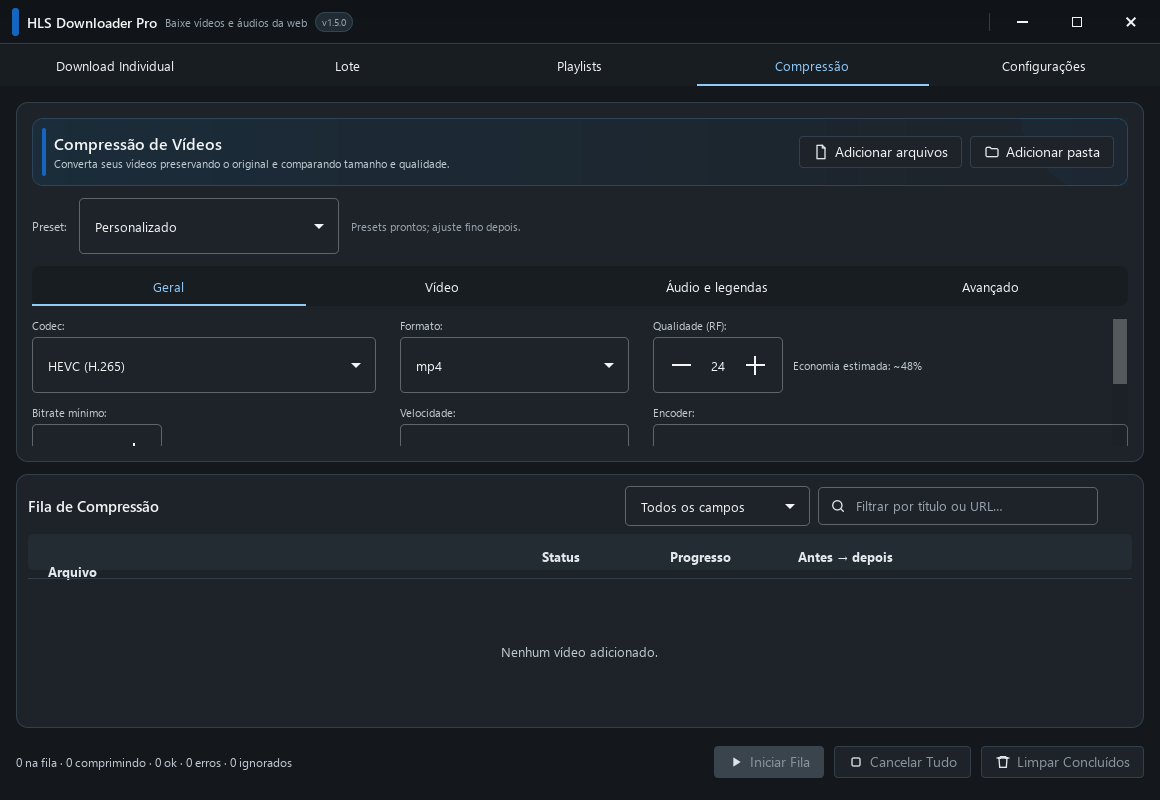 HLS Downloader Pro Baixe vídeos e áudios da web v1.5.0
Download Individual Lote Playlists Compressão Configurações
Compressão de Vídeos
Converta seus vídeos preservando o original e comparando tamanho e qualidade.
Adicionar arquivos Adicionar pasta
Preset: Personalizado Presets prontos; ajuste fino depois.
Geral Vídeo Áudio e legendas Avançado
Codec: Formato: Qualidade (RF):
HEVC (H.265) mp4 24 Economia estimada: ~48%
Bitrate mínimo: Velocidade: Encoder:
Fila de Compressão Todos os campos Filtrar por título ou URL...
Arquivo Status Progresso Antes → depois
Nenhum vídeo adicionado.
0 na fila · 0 comprimindo · 0 ok · 0 erros · 0 ignorados Iniciar Fila Cancelar Tudo Limpar Concluídos